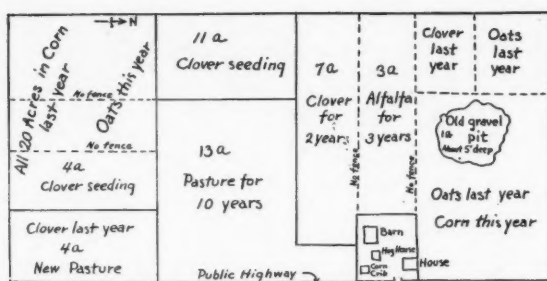 N
All 20 Acres in Corn
last year
Oats this year
No fence
No fence
4a
Clover seeding
Clover last year
4a
New Pasture
11a
Clover seeding
13a
Pasture for
10 years
Public Highway
7a
Clover
for
2 years
No fence
3a
Alfalfa
for
3 years
No fence
Barn
Hog House
Corn
Crib
House
Clover
last
year
Oats
last
year
Old gravel
pit
1a
About 5' deep
Oats last year
Corn this year